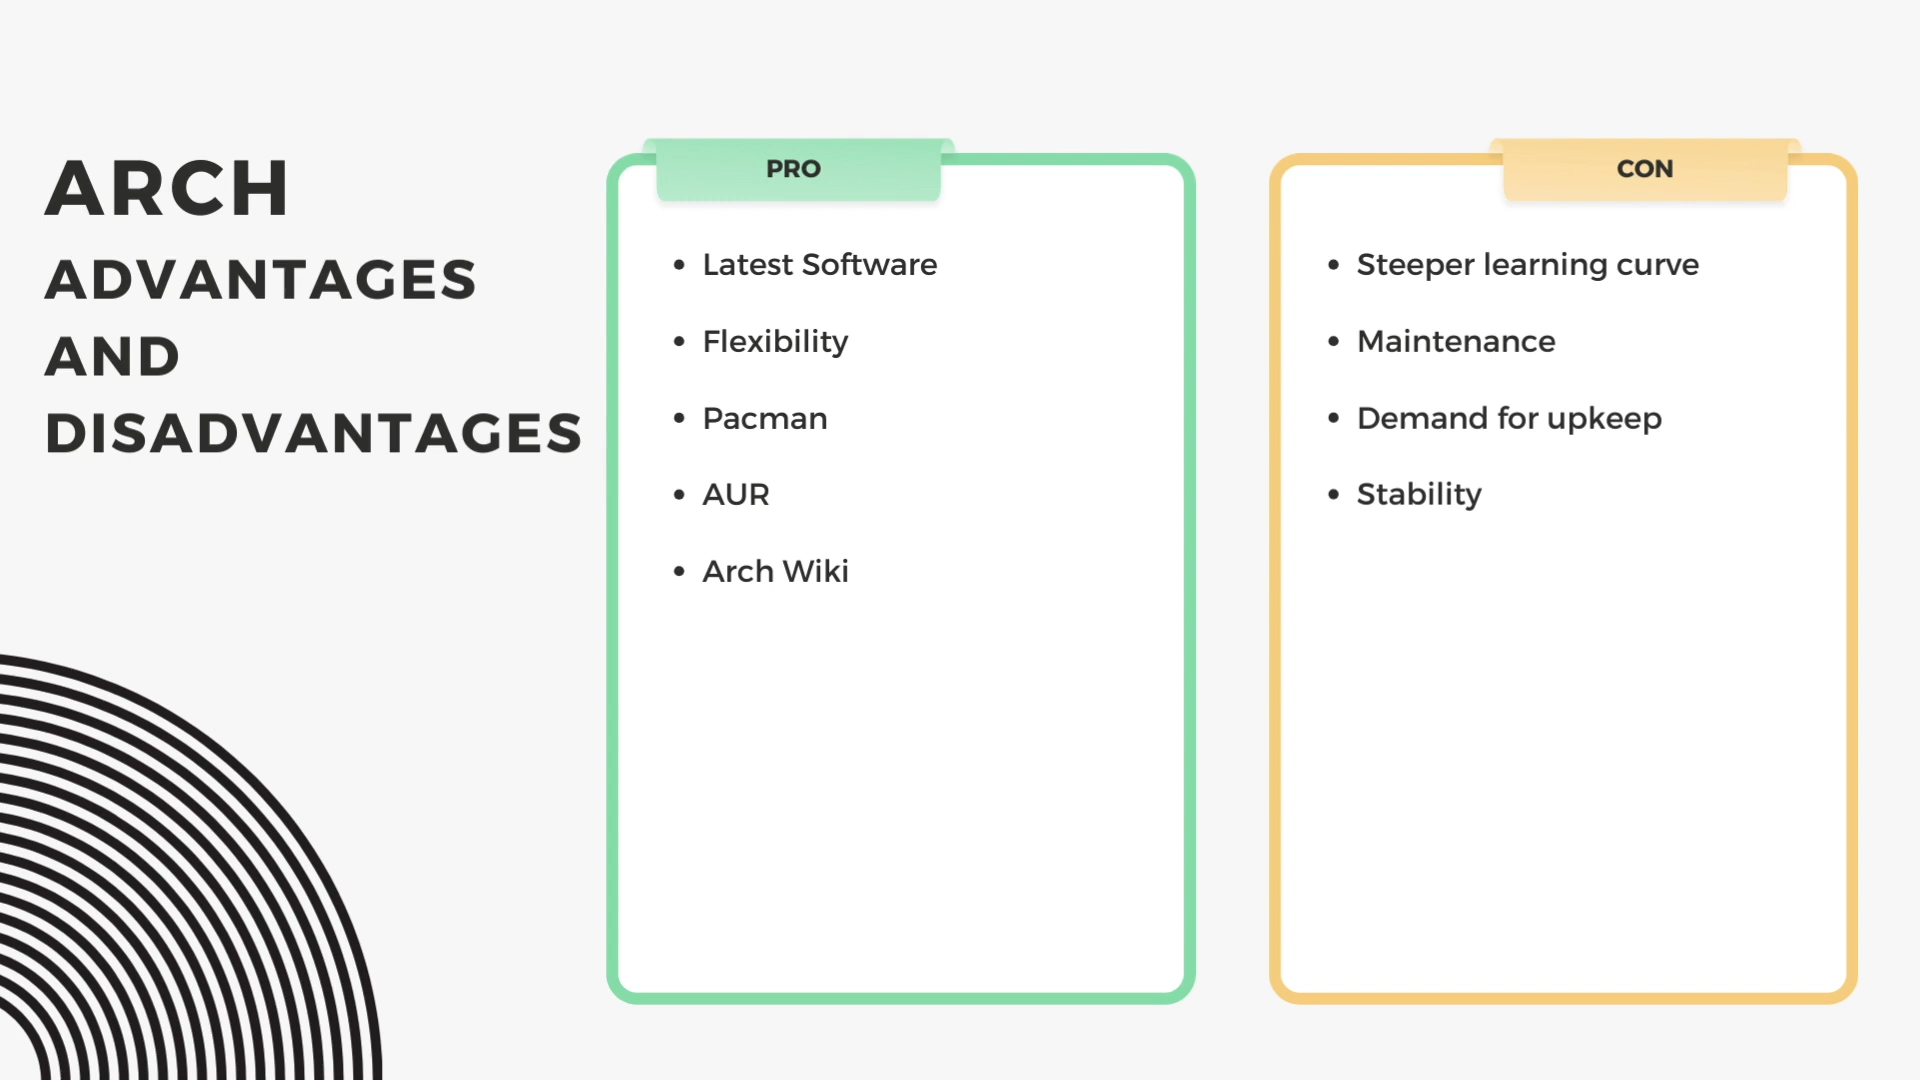 ARCH
ADVANTAGES
AND
DISADVANTAGES
PRO
• Latest Software
• Flexibility
• Pacman
• AUR
• Arch Wiki
CON
• Steeper learning curve
• Maintenance
• Demand for upkeep
• Stability